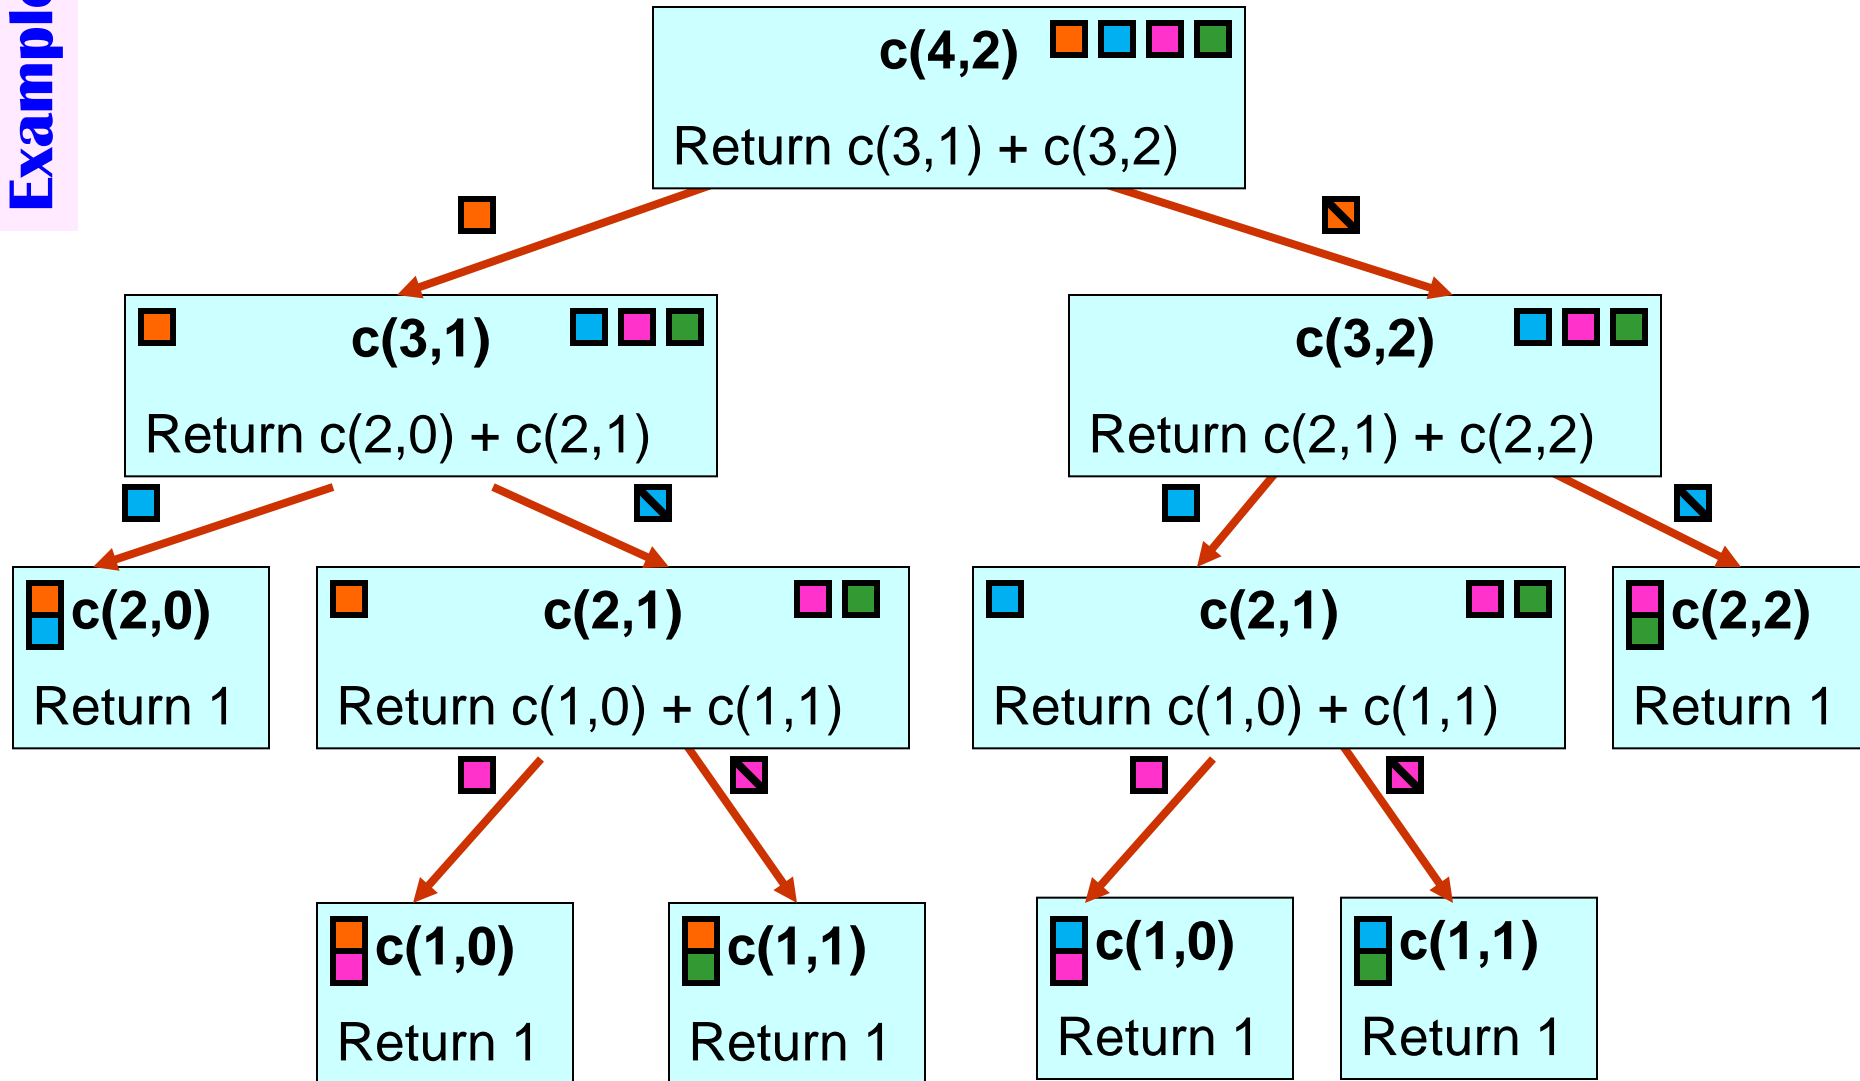 Example
c(4,2)
Return c(3,1) + c(3,2)
c(3,1)
Return c(2,0) + c(2,1)
c(3,2)
Return c(2,1) + c(2,2)
c(2,0)
Return 1
c(2,1)
Return c(1,0) + c(1,1)
c(2,1)
Return c(1,0) + c(1,1)
c(2,2)
Return 1
c(1,0)
Return 1
c(1,1)
Return 1
c(1,0)
Return 1
c(1,1)
Return 1